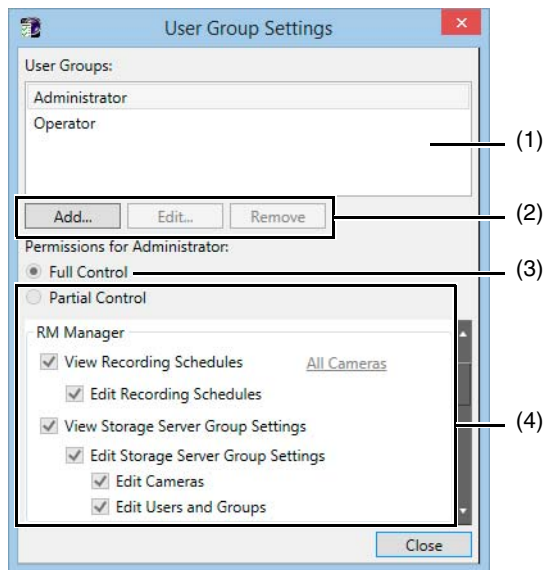 User Group Settings
User Groups:
Administrator
Operator
(1)
Add... Edit... Remove
(2)
Permissions for Administrator:
Full Control
(3)
Partial Control
RM Manager
View Recording Schedules All Cameras
Edit Recording Schedules
View Storage Server Group Settings
(4)
Edit Storage Server Group Settings
Edit Cameras
Edit Users and Groups
Close